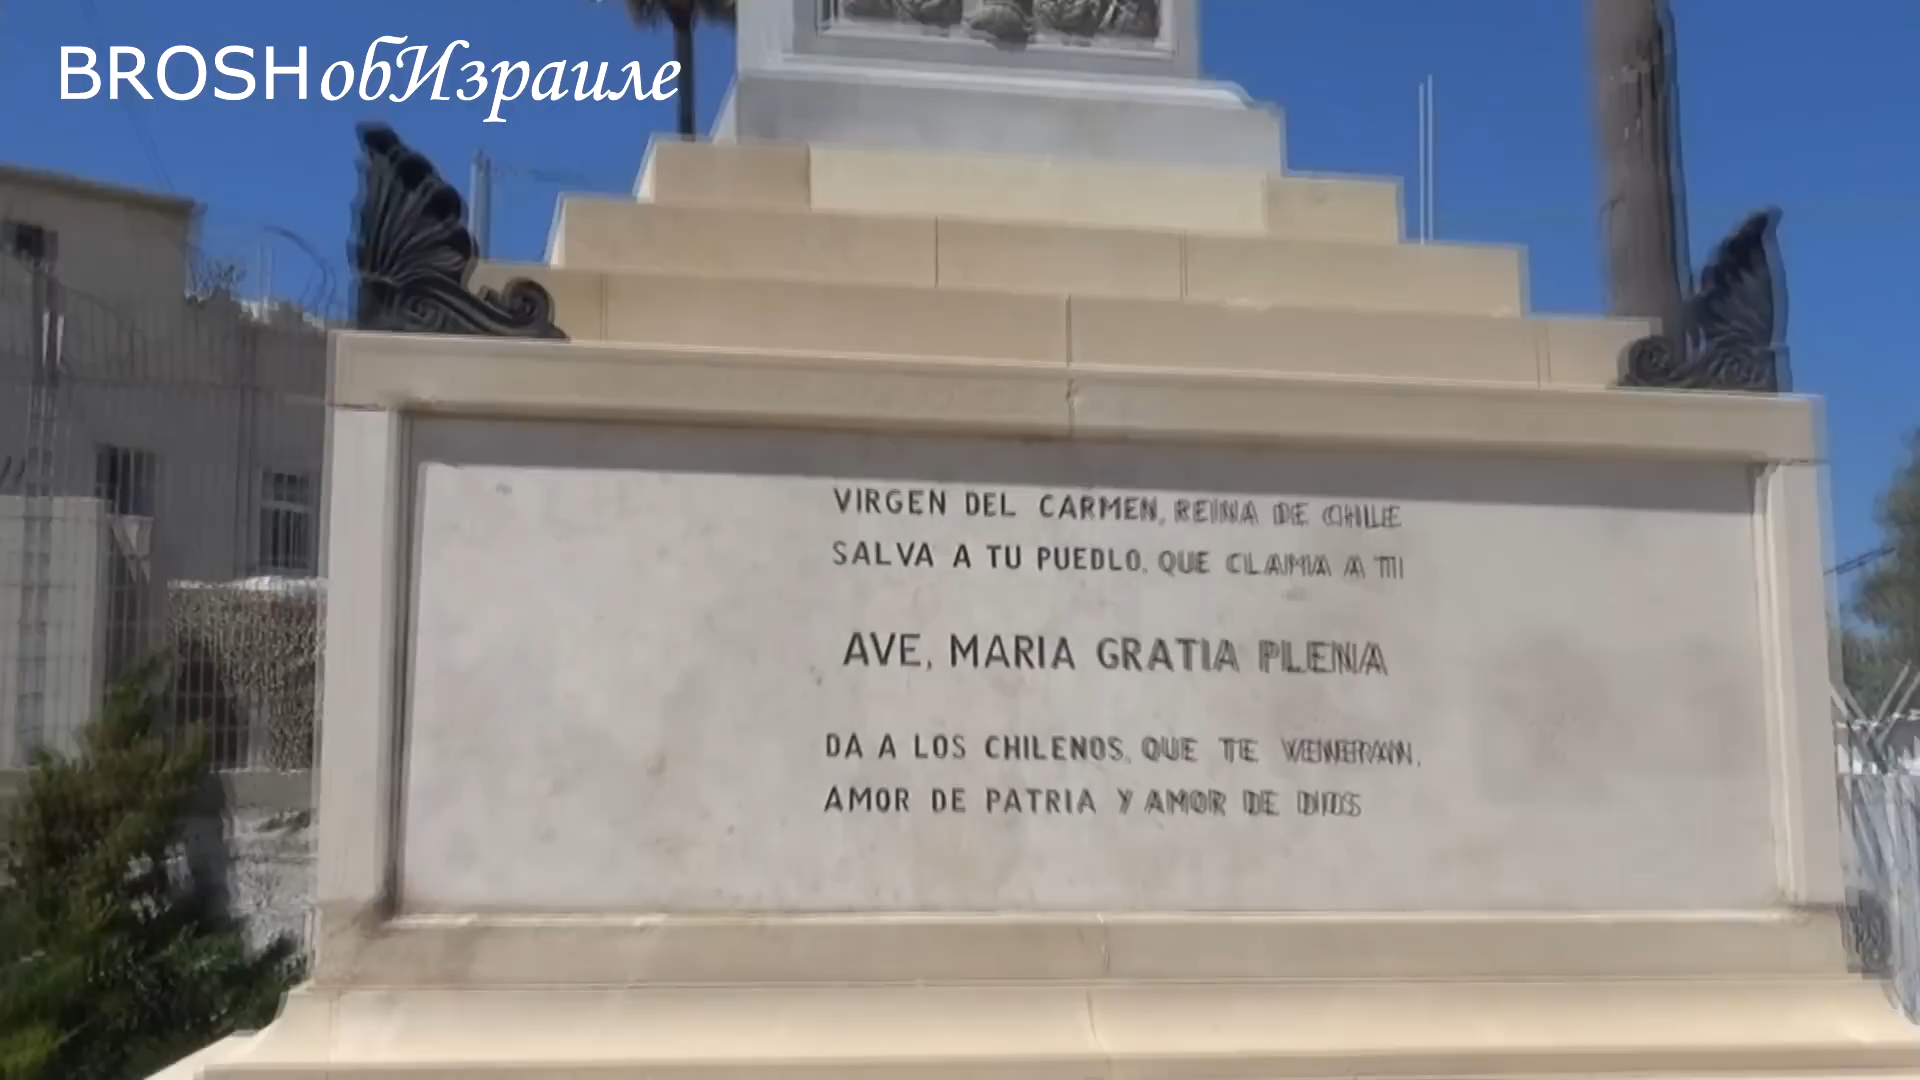 BROSHобИзраиле
VIRGEN DEL CARMEN, REINA DE CHILE
SALVA A TU PUEDLO, QUE CLAMA A TI
AVE, MARIA GRATIA PLENA
DA A LOS CHILENOS, QUE TE VENERAN,
AMOR DE PATRIA Y AMOR DE DIOS